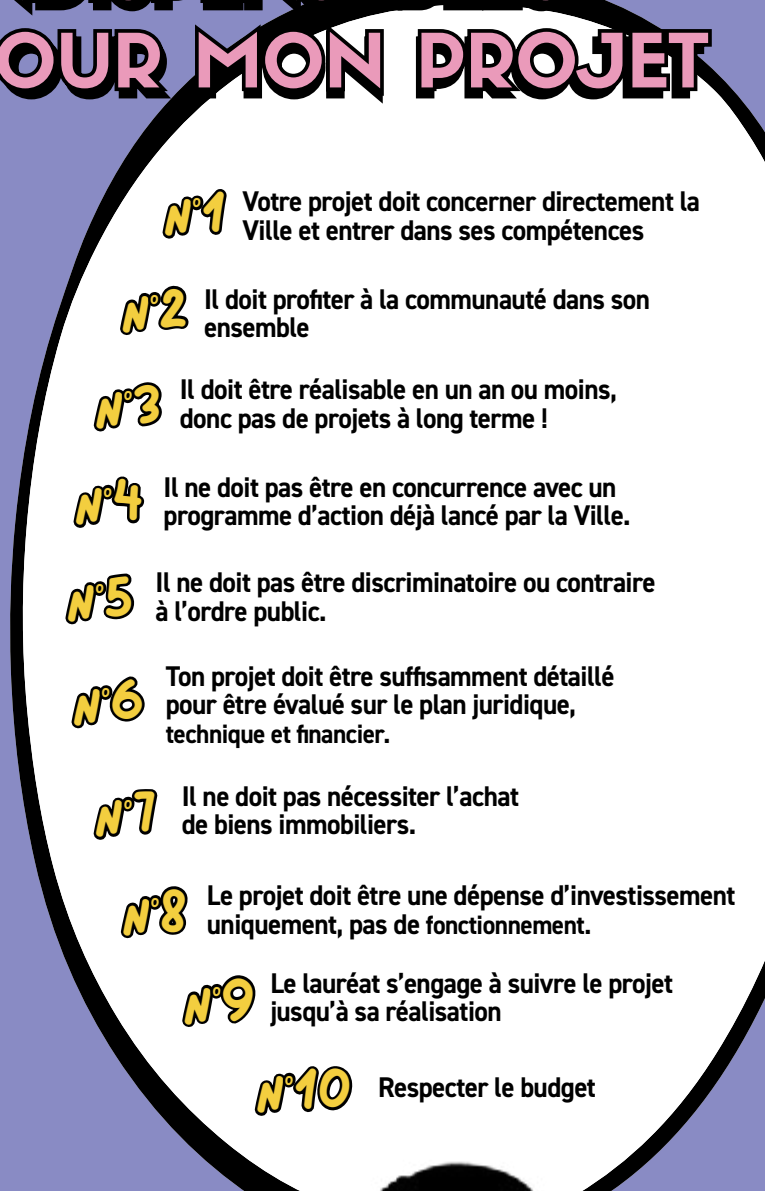 OUR MON PROJET
N°1 Votre projet doit concerner directement la
Ville et entrer dans ses compétences
N°2 Il doit profiter à la communauté dans son
ensemble
N°3 Il doit être réalisable en un an ou moins,
donc pas de projets à long terme !
N°4 Il ne doit pas être en concurrence avec un
programme d’action déjà lancé par la Ville.
N°5 Il ne doit pas être discriminatoire ou contraire
à l’ordre public.
N°6 Ton projet doit être suffisamment détaillé
pour être évalué sur le plan juridique,
technique et financier.
N°7 Il ne doit pas nécessiter l’achat
de biens immobiliers.
N°8 Le projet doit être une dépense d’investissement
uniquement, pas de fonctionnement.
N°9 Le lauréat s’engage à suivre le projet
jusqu’à sa réalisation
N°10 Respecter le budget